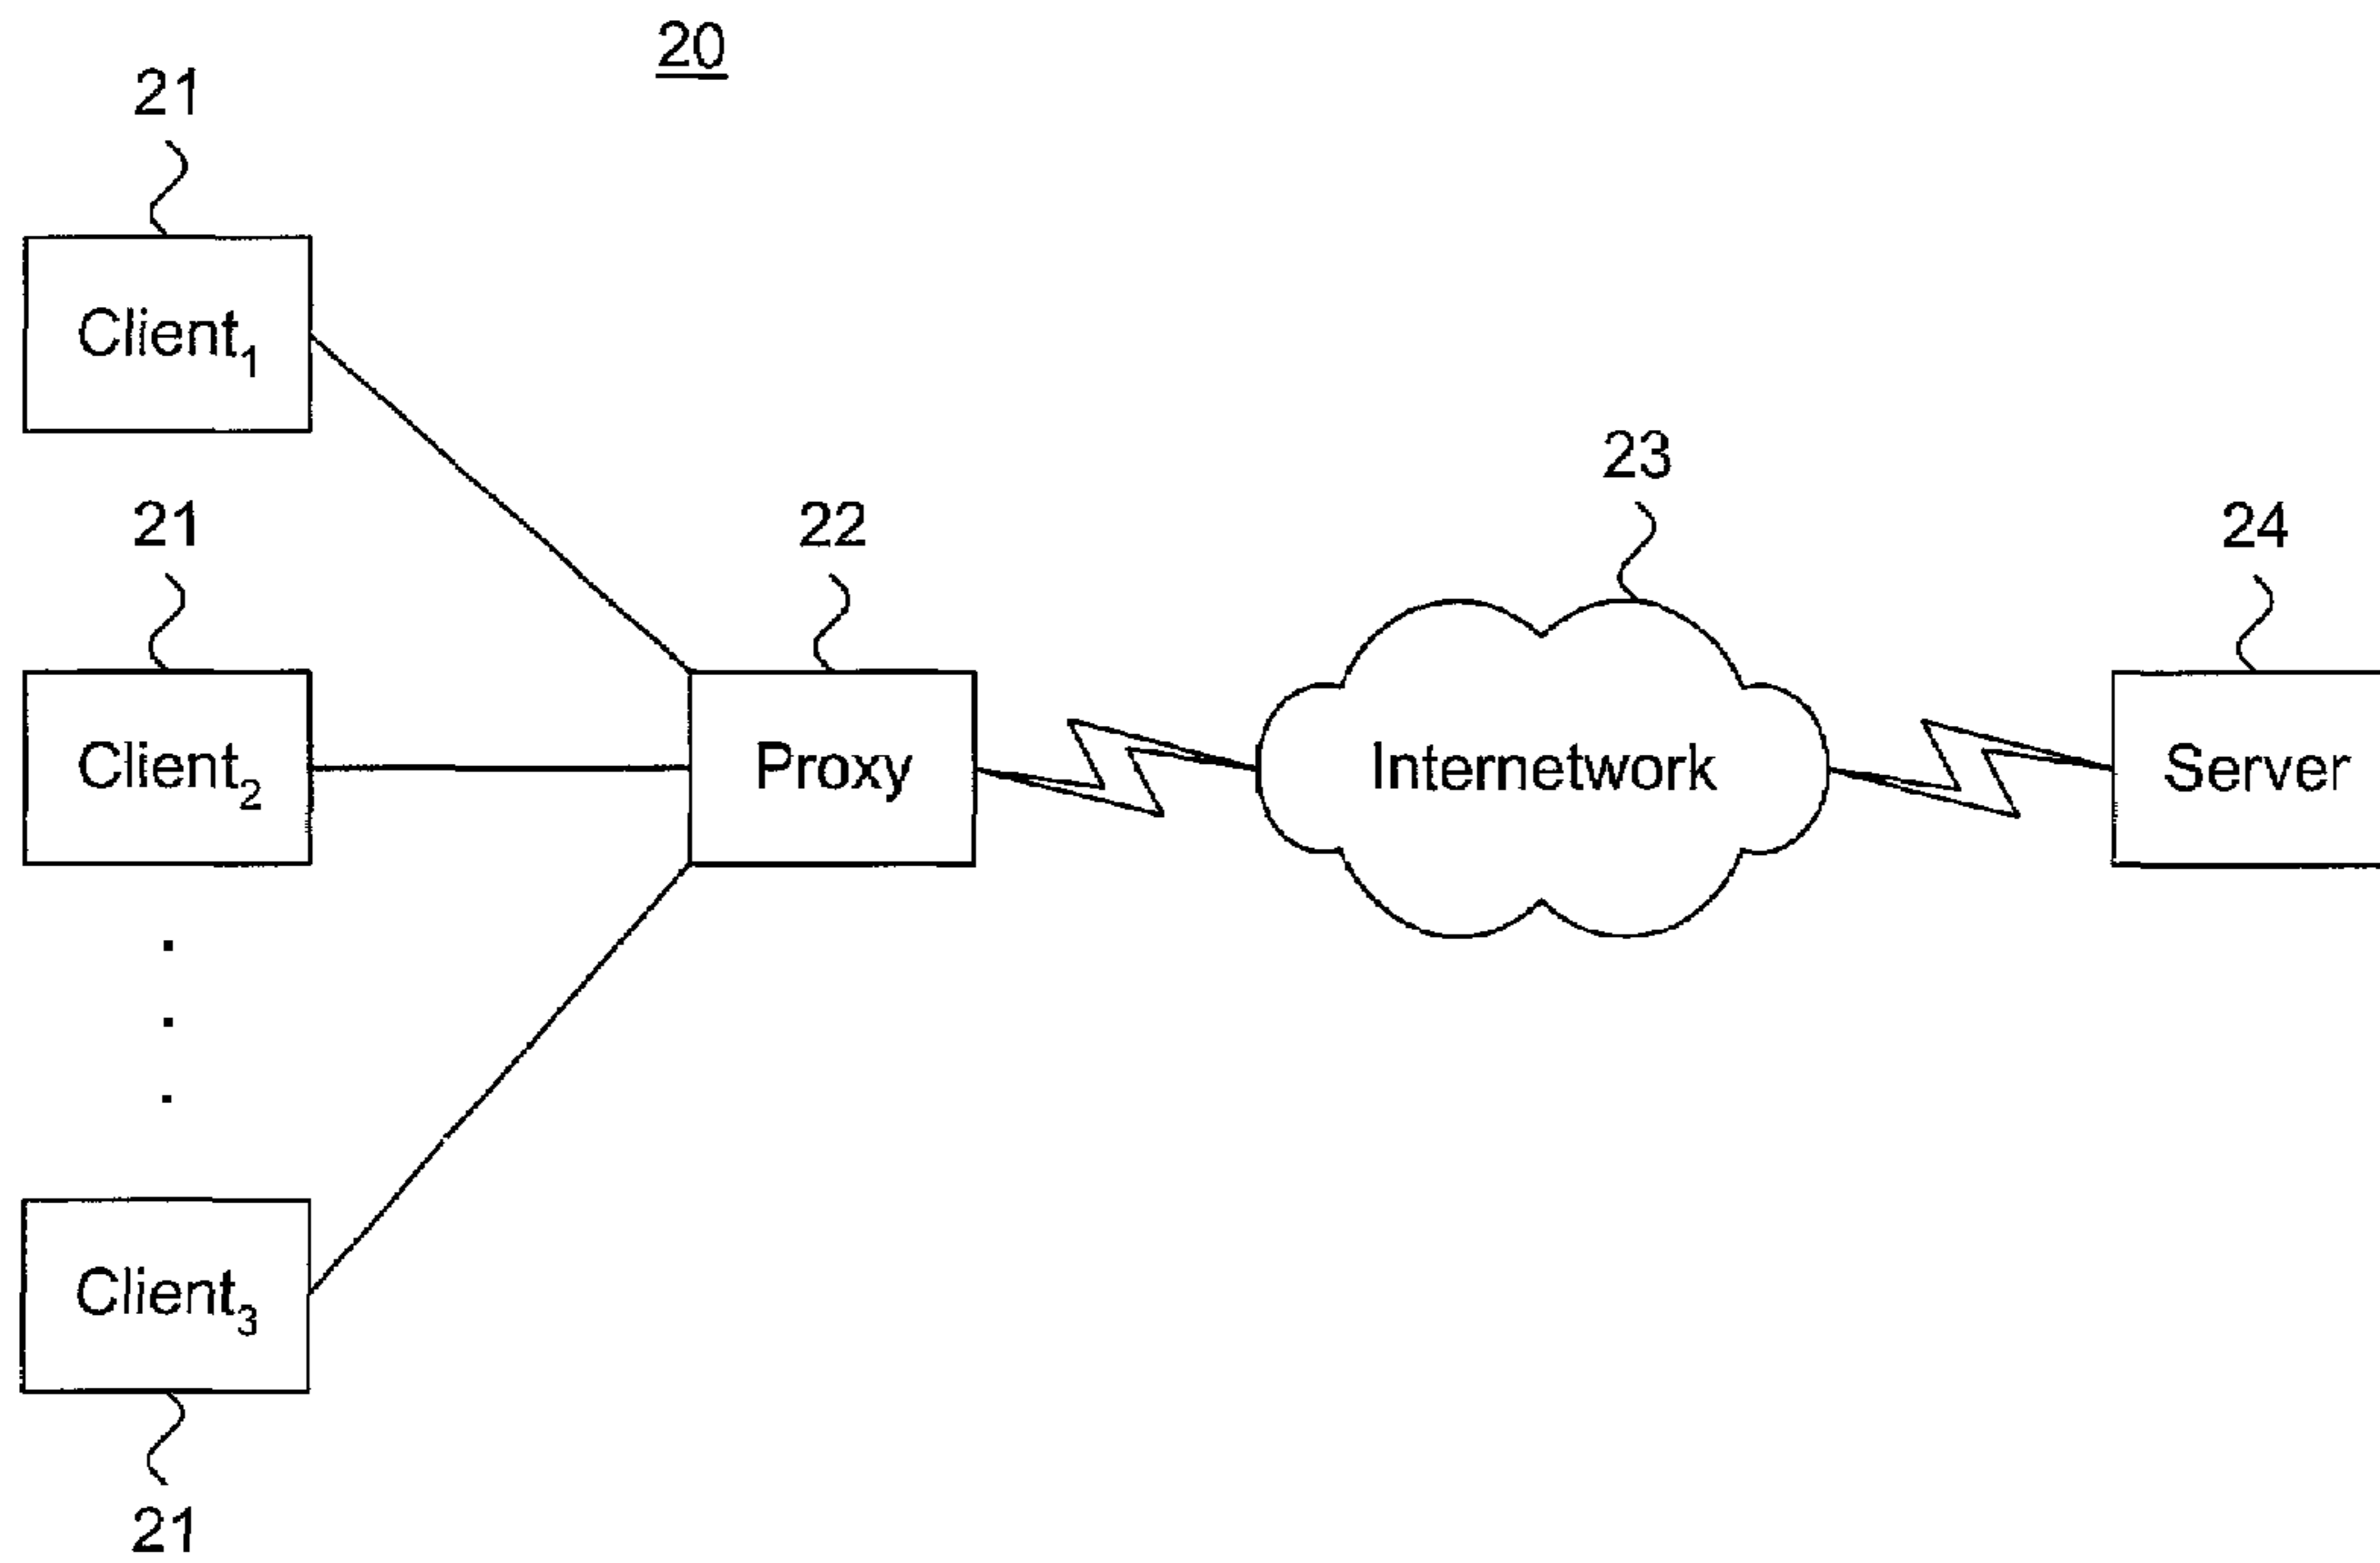 20
21
Client₁
21
Client₂
22
Proxy
23
Internetwork
24
Server
Client₃
21